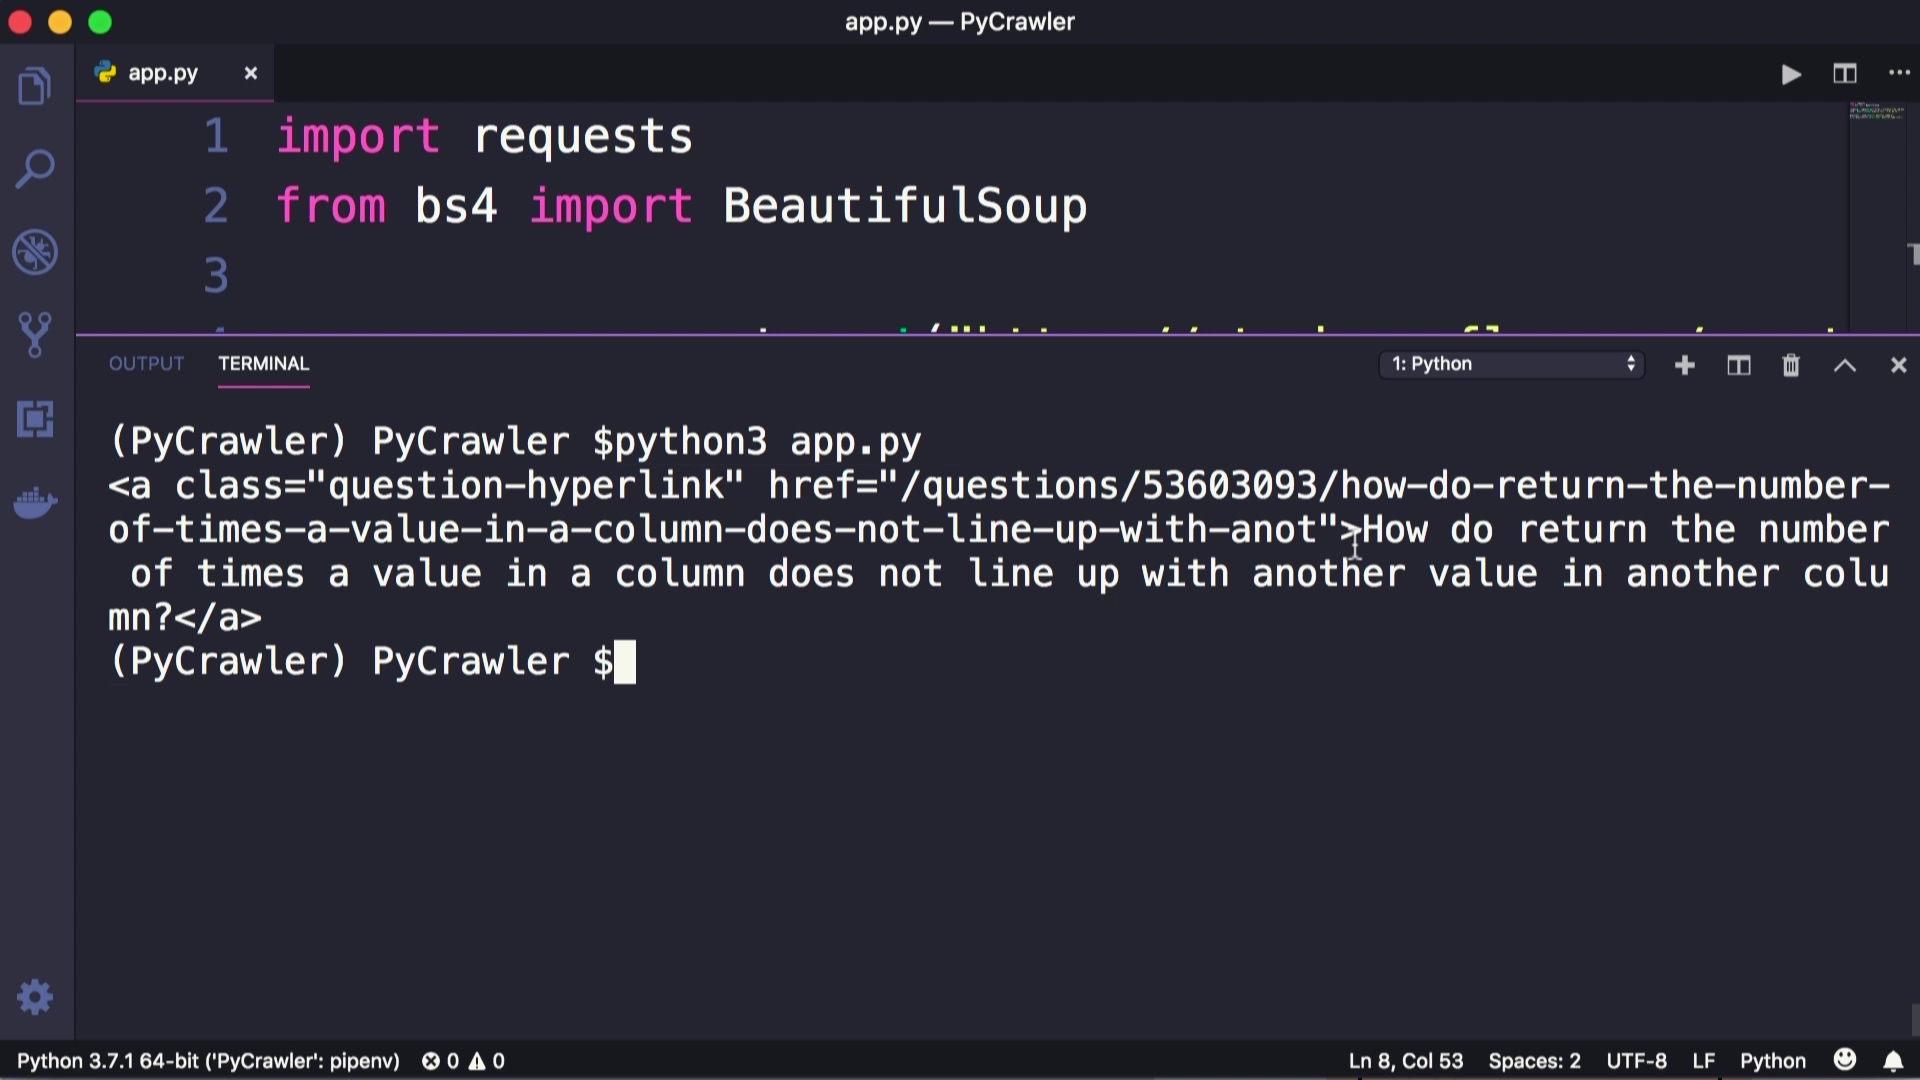 app.py — PyCrawler
app.py
1 import requests
2 from bs4 import BeautifulSoup
3
OUTPUT TERMINAL 1: Python
(PyCrawler) PyCrawler $python3 app.py
<a class="question-hyperlink" href="/questions/53603093/how-do-return-the-number-
of-times-a-value-in-a-column-does-not-line-up-with-anot">How do return the number
 of times a value in a column does not line up with another value in another colu
mn?</a>
(PyCrawler) PyCrawler $
Python 3.7.1 64-bit ('PyCrawler': pipenv) 0 0 Ln 8, Col 53 Spaces: 2 UTF-8 LF Python